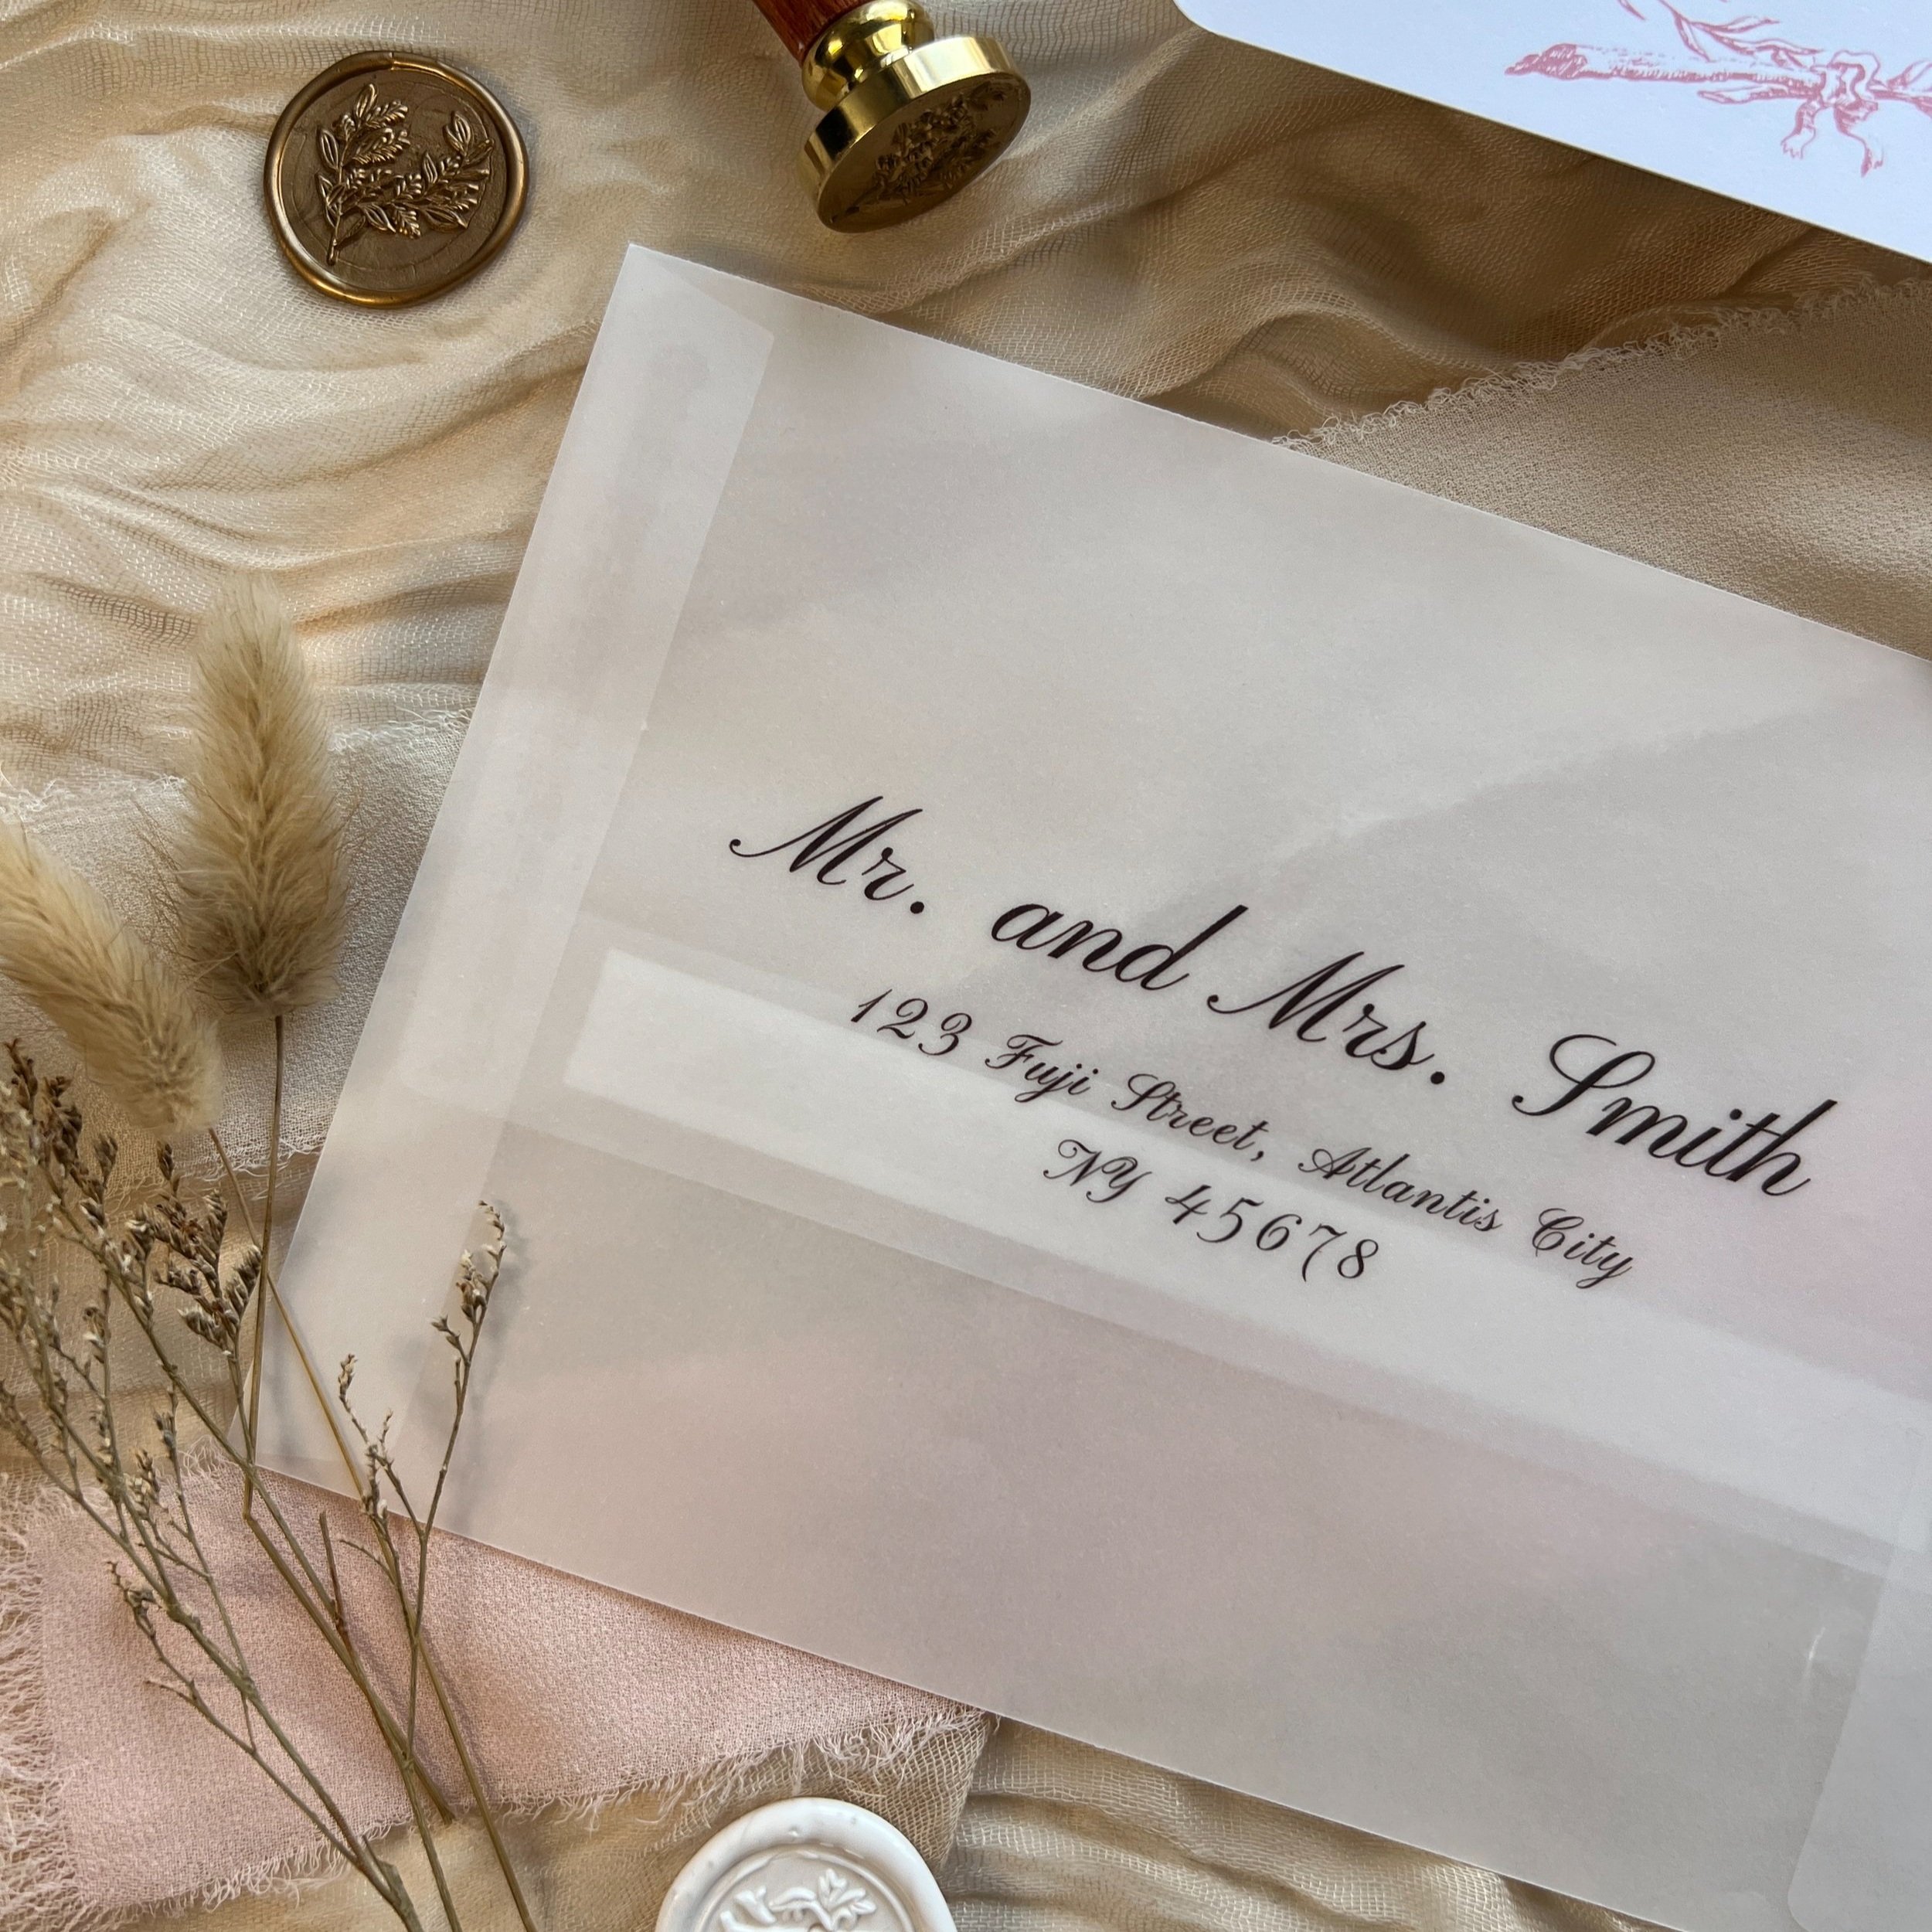 Mr. and Mrs. Smith
123 Fuji Street, Atlantis City
NY 45678